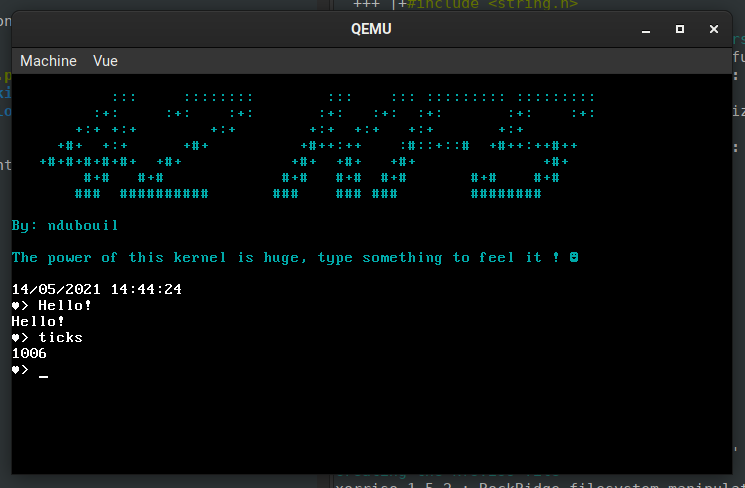 +++ |+#include <string.h>
QEMU
Machine Vue
::: :::::::: ::: ::: ::::::::: :::::::::
:+: :+: :+: :+: :+: :+: :+: :+: :+:
+:+ +:+ +:+ +:+ +:+ +:+ +:+
+#+ +:+ +#+ +#++:++ :#::+::# +#++:++#++
+#+#+#+#+#+ +#+ +#+ +#+ +#+ +#+
#+# #+# #+# #+# #+# #+# #+#
### ########## ### ### ### ########
By: ndubouil
The power of this kernel is huge, type something to feel it !
14/05/2021 14:44:24
♥> Hello!
Hello!
♥> ticks
1006
♥> _
xorriso 1.5.2 : RockRidge filesystem manipulat